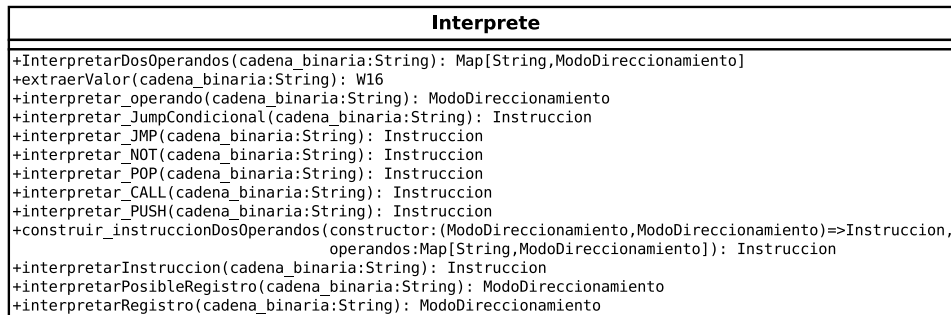 Interprete
+InterpretarDosOperandos(cadena_binaria:String): Map[String,ModoDireccionamiento]
+extraerValor(cadena_binaria:String): W16
+interpretar_operando(cadena_binaria:String): ModoDireccionamiento
+interpretar_JumpCondicional(cadena_binaria:String): Instruccion
+interpretar_JMP(cadena_binaria:String): Instruccion
+interpretar_NOT(cadena_binaria:String): Instruccion
+interpretar_POP(cadena_binaria:String): Instruccion
+interpretar_CALL(cadena_binaria:String): Instruccion
+interpretar_PUSH(cadena_binaria:String): Instruccion
+construir_instruccionDosOperandos(constructor:(ModoDireccionamiento,ModoDireccionamiento)=>Instruccion,
operandos:Map[String,ModoDireccionamiento]): Instruccion
+interpretarInstruccion(cadena_binaria:String): Instruccion
+interpretarPosibleRegistro(cadena_binaria:String): ModoDireccionamiento
+interpretarRegistro(cadena_binaria:String): ModoDireccionamiento